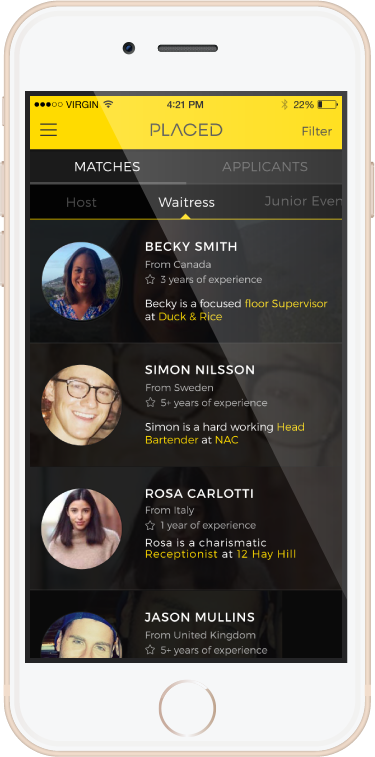 VIRGIN 4:21 PM 22%
PLACED Filter
MATCHES APPLICANTS
Host Waitress Junior Even
BECKY SMITH
From Canada
3 years of experience
Becky is a focused floor Supervisor
at Duck & Rice
SIMON NILSSON
From Sweden
5+ years of experience
Simon is a hard working Head
Bartender at NAC
ROSA CARLOTTI
From Italy
1 year of experience
Rosa is a charismatic
Receptionist at 12 Hay Hill
JASON MULLINS
From United Kingdom
5+ years of experience